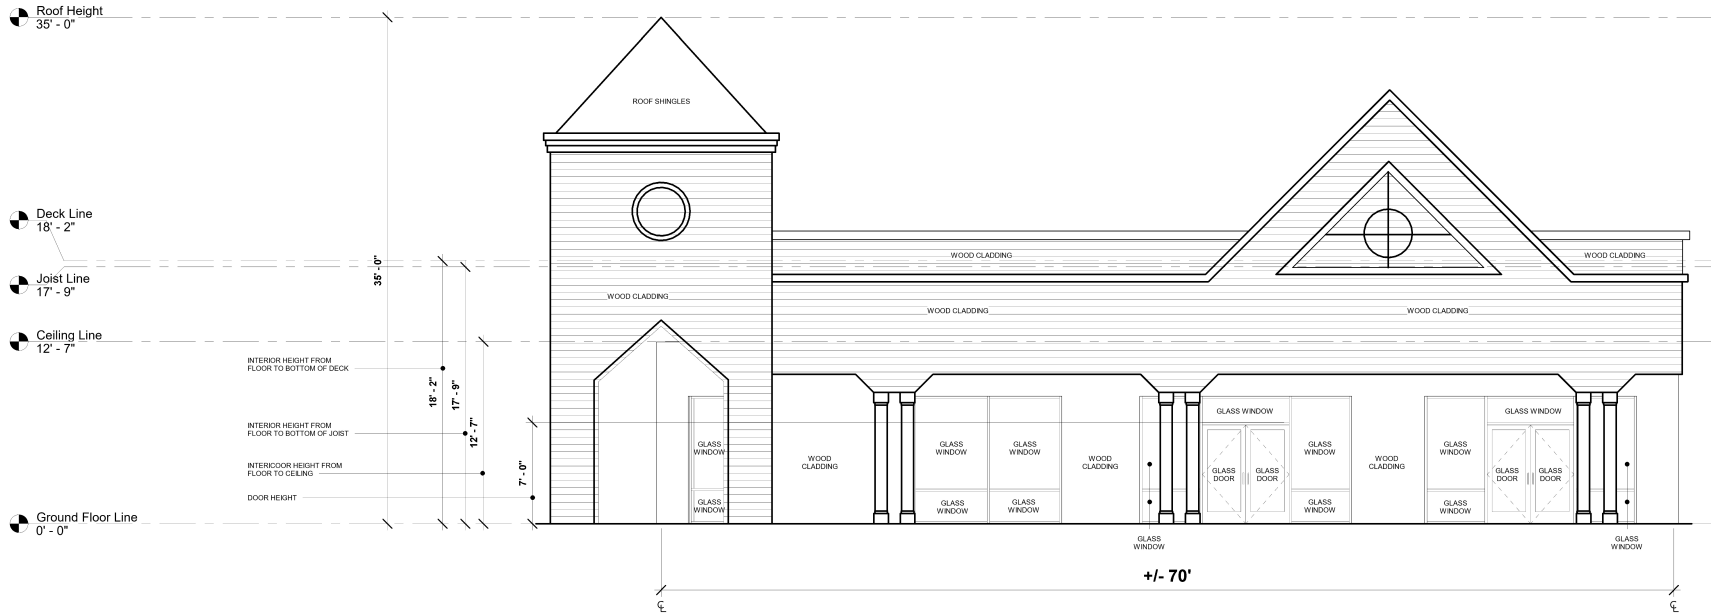 Roof Height
35' - 0"
ROOF SHINGLES
Deck Line
18' - 2"
Joist Line
17' - 9"
35' - 0"
WOOD CLADDING
WOOD CLADDING
WOOD CLADDING
WOOD CLADDING
WOOD CLADDING
Ceiling Line
12' - 7"
INTERIOR HEIGHT FROM
FLOOR TO BOTTOM OF DECK
18' - 2"
17' - 9"
12' - 7"
7' - 0"
INTERIOR HEIGHT FROM
FLOOR TO BOTTOM OF JOIST
INTERICOOR HEIGHT FROM
FLOOR TO CEILING
DOOR HEIGHT
GLASS
WINDOW
GLASS
WINDOW
WOOD
CLADDING
GLASS
WINDOW
GLASS
WINDOW
GLASS
WINDOW
GLASS
WINDOW
WOOD
CLADDING
GLASS WINDOW
GLASS
DOOR
GLASS
DOOR
GLASS
WINDOW
GLASS
WINDOW
WOOD
CLADDING
GLASS
WINDOW
GLASS
WINDOW
GLASS WINDOW
GLASS
DOOR
GLASS
DOOR
Ground Floor Line
0' - 0"
GLASS
WINDOW
GLASS
WINDOW
+/- 70'
℄
℄